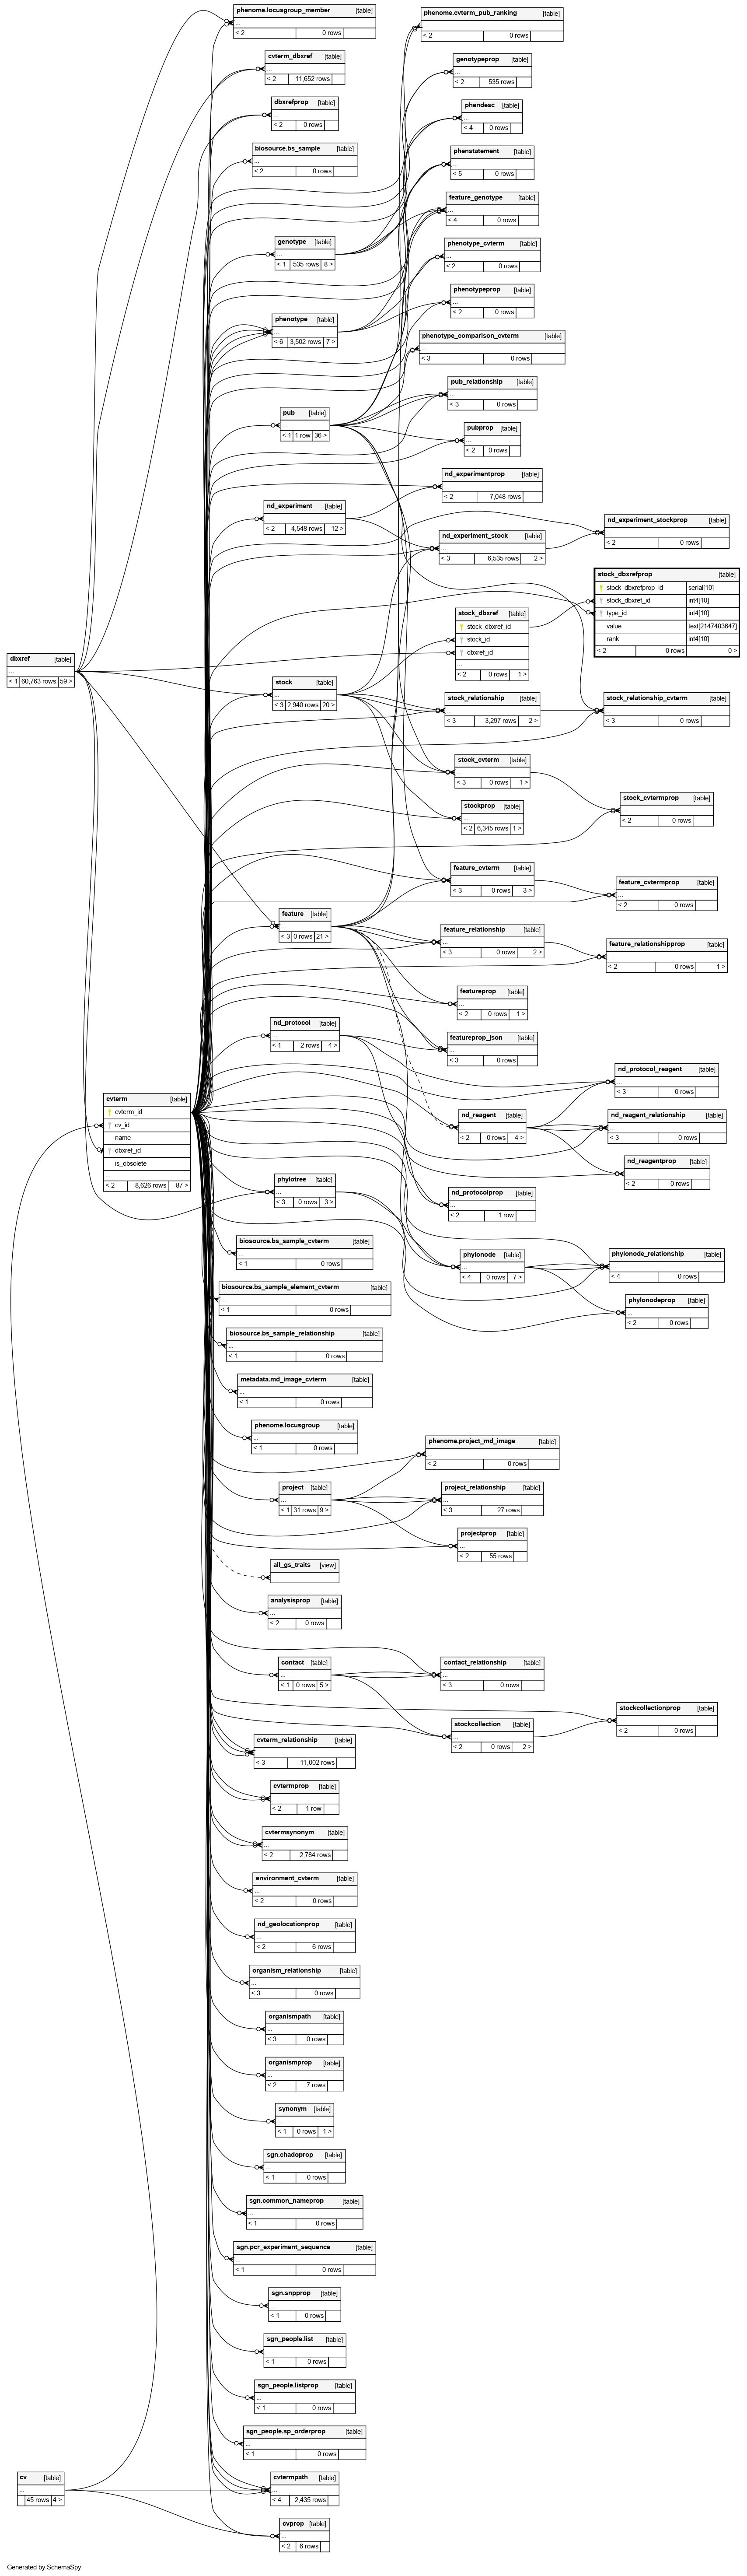 phenome.locusgroup_member [table]
...
< 2 0 rows
phenome.cvterm_pub_ranking [table]
...
< 2 0 rows
cvterm_dbxref [table]
...
< 2 11,652 rows
genotypeprop [table]
...
< 2 535 rows
dbxrefprop [table]
...
< 2 0 rows
phendesc [table]
...
< 4 0 rows
biosource.bs_sample [table]
...
< 2 0 rows
phenstatement [table]
...
< 5 0 rows
feature_genotype [table]
...
< 4 0 rows
genotype [table]
...
< 1 535 rows 8 >
phenotype_cvterm [table]
...
< 2 0 rows
phenotypeprop [table]
...
< 2 0 rows
phenotype [table]
...
< 6 3,502 rows 7 >
phenotype_comparison_cvterm [table]
...
< 3 0 rows
pub_relationship [table]
...
< 3 0 rows
pub [table]
...
< 1 1 row 36 >
pubprop [table]
...
< 2 0 rows
nd_experimentprop [table]
...
< 2 7,048 rows
nd_experiment [table]
...
< 2 4,548 rows 12 >
nd_experiment_stockprop [table]
...
< 2 0 rows
nd_experiment_stock [table]
...
< 3 6,535 rows 2 >
stock_dbxrefprop [table]
stock_dbxrefprop_id serial[10]
stock_dbxref_id int4[10]
type_id int4[10]
value text[2147483647]
rank int4[10]
< 2 0 rows 0 >
stock_dbxref [table]
stock_dbxref_id
stock_id
dbxref_id
...
< 2 0 rows 1 >
dbxref [table]
...
< 1 60,763 rows 59 >
stock [table]
...
< 3 2,940 rows 20 >
stock_relationship [table]
...
< 3 3,297 rows 2 >
stock_relationship_cvterm [table]
...
< 3 0 rows
stock_cvterm [table]
...
< 3 0 rows 1 >
stock_cvtermprop [table]
...
< 2 0 rows
stockprop [table]
...
< 2 6,345 rows 1 >
feature_cvterm [table]
...
< 3 0 rows 3 >
feature_cvtermprop [table]
...
< 2 0 rows
feature [table]
...
< 3 0 rows 21 >
feature_relationship [table]
...
< 3 0 rows 2 >
feature_relationshipprop [table]
...
< 2 0 rows 1 >
featureprop [table]
...
< 2 0 rows 1 >
nd_protocol [table]
...
< 1 2 rows 4 >
featureprop_json [table]
...
< 3 0 rows
nd_protocol_reagent [table]
...
< 3 0 rows
cvterm [table]
cvterm_id
cv_id
name
dbxref_id
is_obsolete
...
< 2 8,626 rows 87 >
nd_reagent [table]
...
< 2 0 rows 4 >
nd_reagent_relationship [table]
...
< 3 0 rows
nd_reagentprop [table]
...
< 2 0 rows
phylotree [table]
...
< 3 0 rows 3 >
nd_protocolprop [table]
...
< 2 1 row
biosource.bs_sample_cvterm [table]
...
< 1 0 rows
phylonode [table]
...
< 4 0 rows 7 >
phylonode_relationship [table]
...
< 4 0 rows
biosource.bs_sample_element_cvterm [table]
...
< 1 0 rows
phylonodeprop [table]
...
< 2 0 rows
biosource.bs_sample_relationship [table]
...
< 1 0 rows
metadata.md_image_cvterm [table]
...
< 1 0 rows
phenome.locusgroup [table]
...
< 1 0 rows
phenome.project_md_image [table]
...
< 2 0 rows
project [table]
...
< 1 31 rows 9 >
project_relationship [table]
...
< 3 27 rows
projectprop [table]
...
< 2 55 rows
all_gs_traits [view]
...
analysisprop [table]
...
< 2 0 rows
contact [table]
...
< 1 0 rows 5 >
contact_relationship [table]
...
< 3 0 rows
stockcollectionprop [table]
...
< 2 0 rows
stockcollection [table]
...
< 2 0 rows 2 >
cvterm_relationship [table]
...
< 3 11,002 rows
cvtermprop [table]
...
< 2 1 row
cvtermsynonym [table]
...
< 2 2,784 rows
environment_cvterm [table]
...
< 2 0 rows
nd_geolocationprop [table]
...
< 2 6 rows
organism_relationship [table]
...
< 3 0 rows
organismpath [table]
...
< 3 0 rows
organismprop [table]
...
< 2 7 rows
synonym [table]
...
< 1 0 rows 1 >
sgn.chadoprop [table]
...
< 1 0 rows
sgn.common_nameprop [table]
...
< 1 0 rows
sgn.pcr_experiment_sequence [table]
...
< 1 0 rows
sgn.snpprop [table]
...
< 1 0 rows
sgn_people.list [table]
...
< 1 0 rows
sgn_people.listprop [table]
...
< 1 0 rows
sgn_people.sp_orderprop [table]
...
< 1 0 rows
cv [table]
...
45 rows 4 >
cvtermpath [table]
...
< 4 2,435 rows
cvprop [table]
...
< 2 6 rows
Generated by SchemaSpy